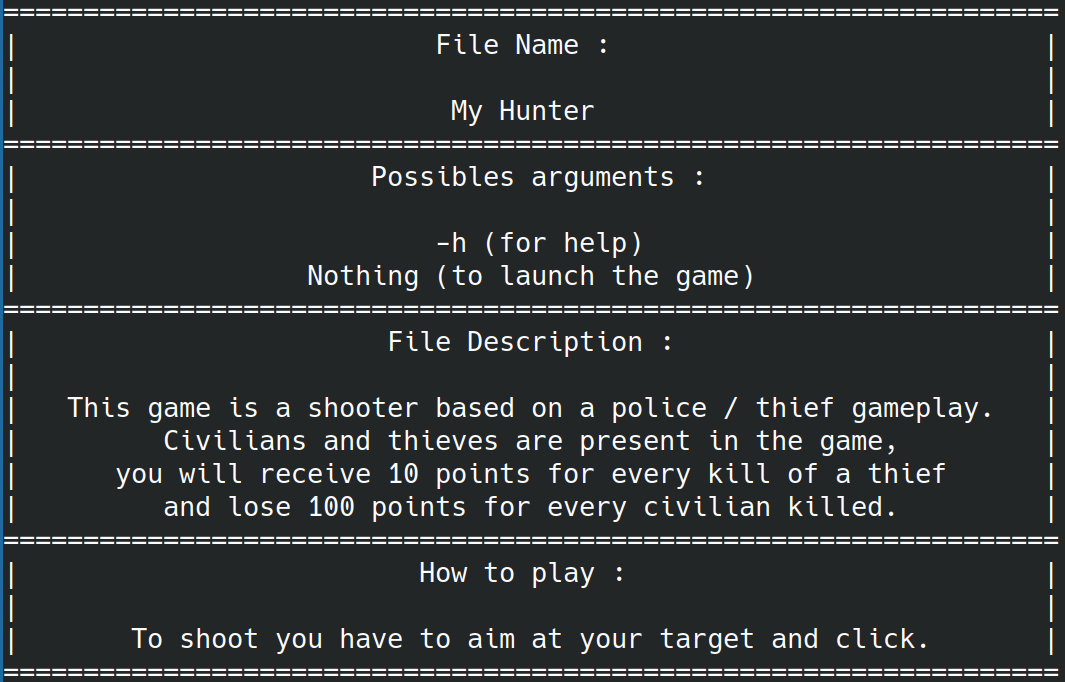 ==================================================================
| File Name : |
| |
| My Hunter |
==================================================================
| Possibles arguments : |
| |
| -h (for help) |
| Nothing (to launch the game) |
==================================================================
| File Description : |
| |
| This game is a shooter based on a police / thief gameplay. |
| Civilians and thieves are present in the game, |
| you will receive 10 points for every kill of a thief |
| and lose 100 points for every civilian killed. |
==================================================================
| How to play : |
| |
| To shoot you have to aim at your target and click. |
==================================================================